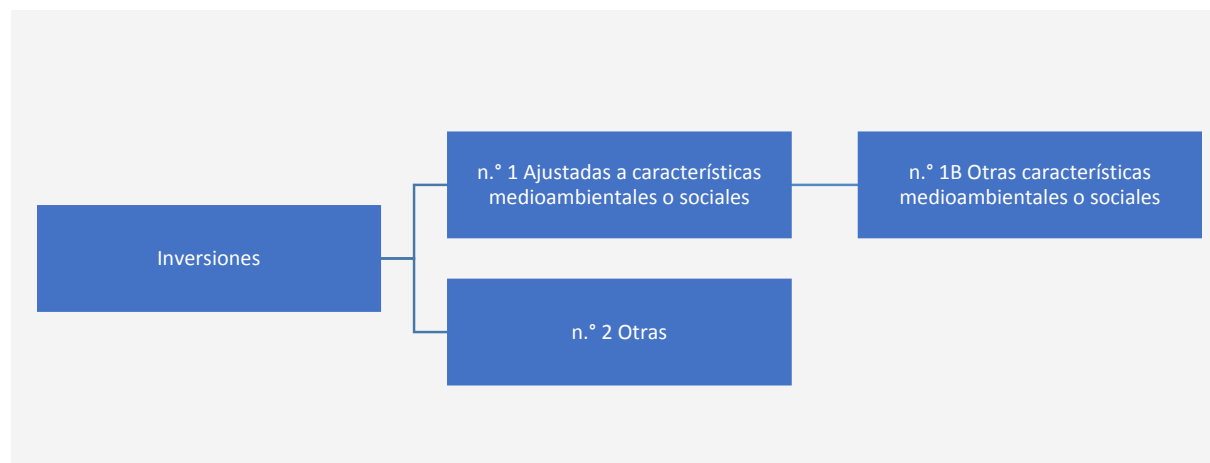 n.° 1 Ajustadas a características
medioambientales o sociales
n.° 1B Otras características
medioambientales o sociales
Inversiones
n.° 2 Otras